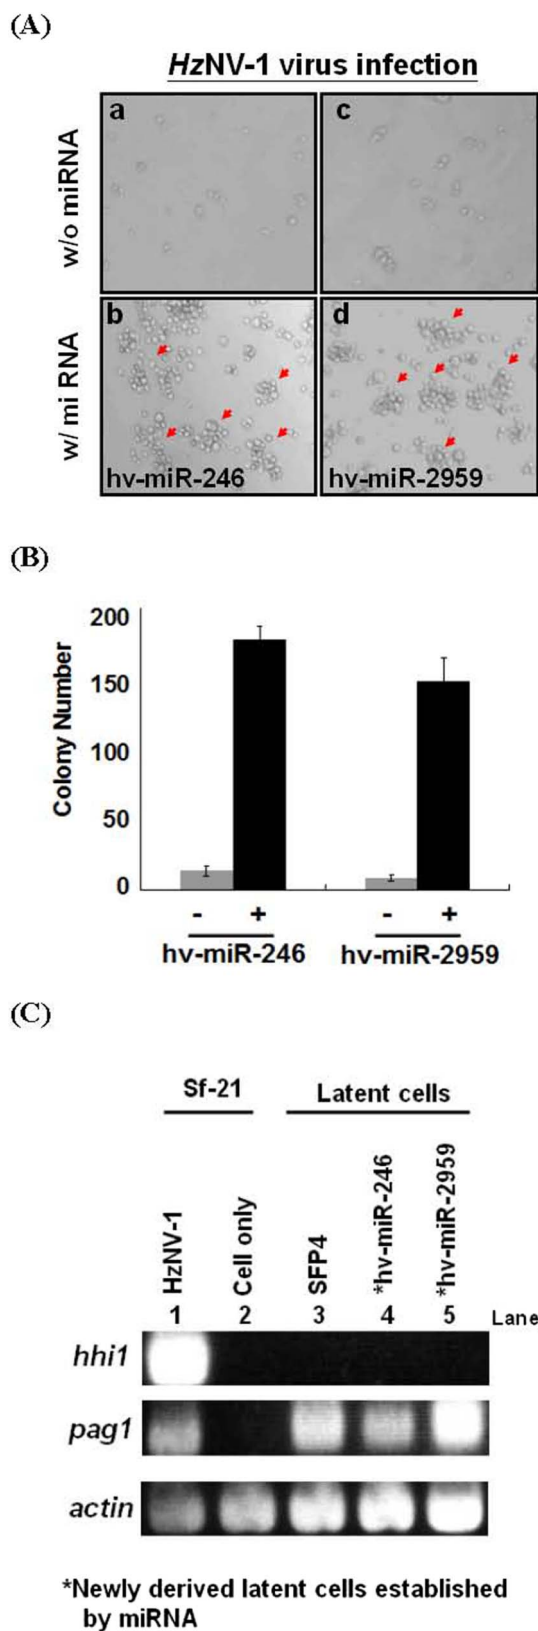 (A)
HzNV-1 virus infection
a
c
w/o miRNA
b
d
w/ mi RNA
hv-miR-246
hv-miR-2959
(B)
200
150
100
50
0
Colony Number
- + - +
hv-miR-246 hv-miR-2959
(C)
Sf-21 Latent cells
HzNV-1
Cell only
SFP4
*hv-miR-246
*hv-miR-2959
1 2 3 4 5 Lane
hhi1
pag1
actin
*Newly derived latent cells established
by miRNA